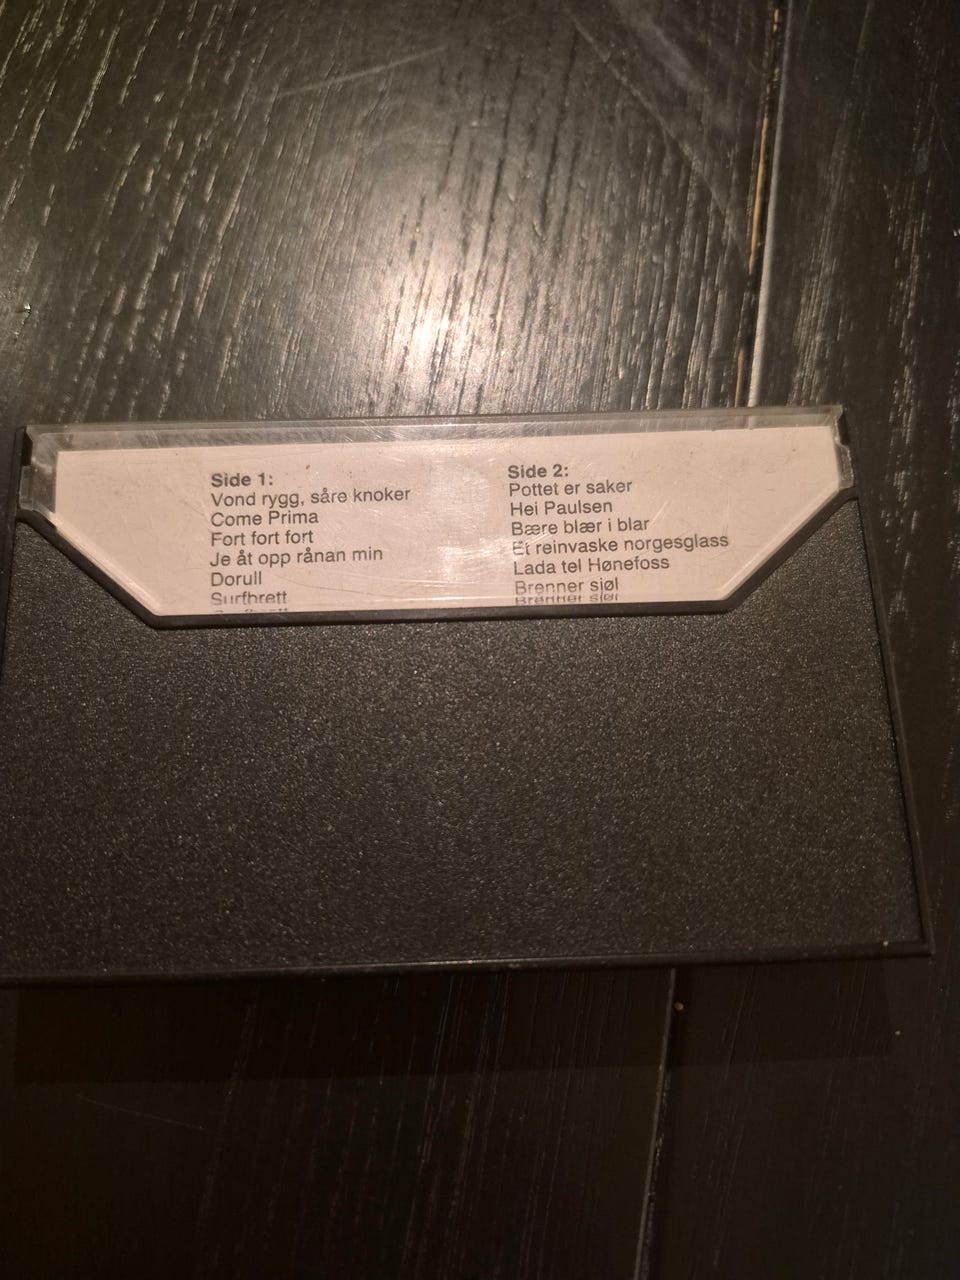 Side 1:
Vond rygg, såre knoker
Come Prima
Fort fort fort
Je åt opp rånan min
Dorull
Surfbrett
Side 2:
Pottet er saker
Hei Paulsen
Bære blær i blar
Et reinvaske norgesglass
Lada tel Hønefoss
Brenner sjøl